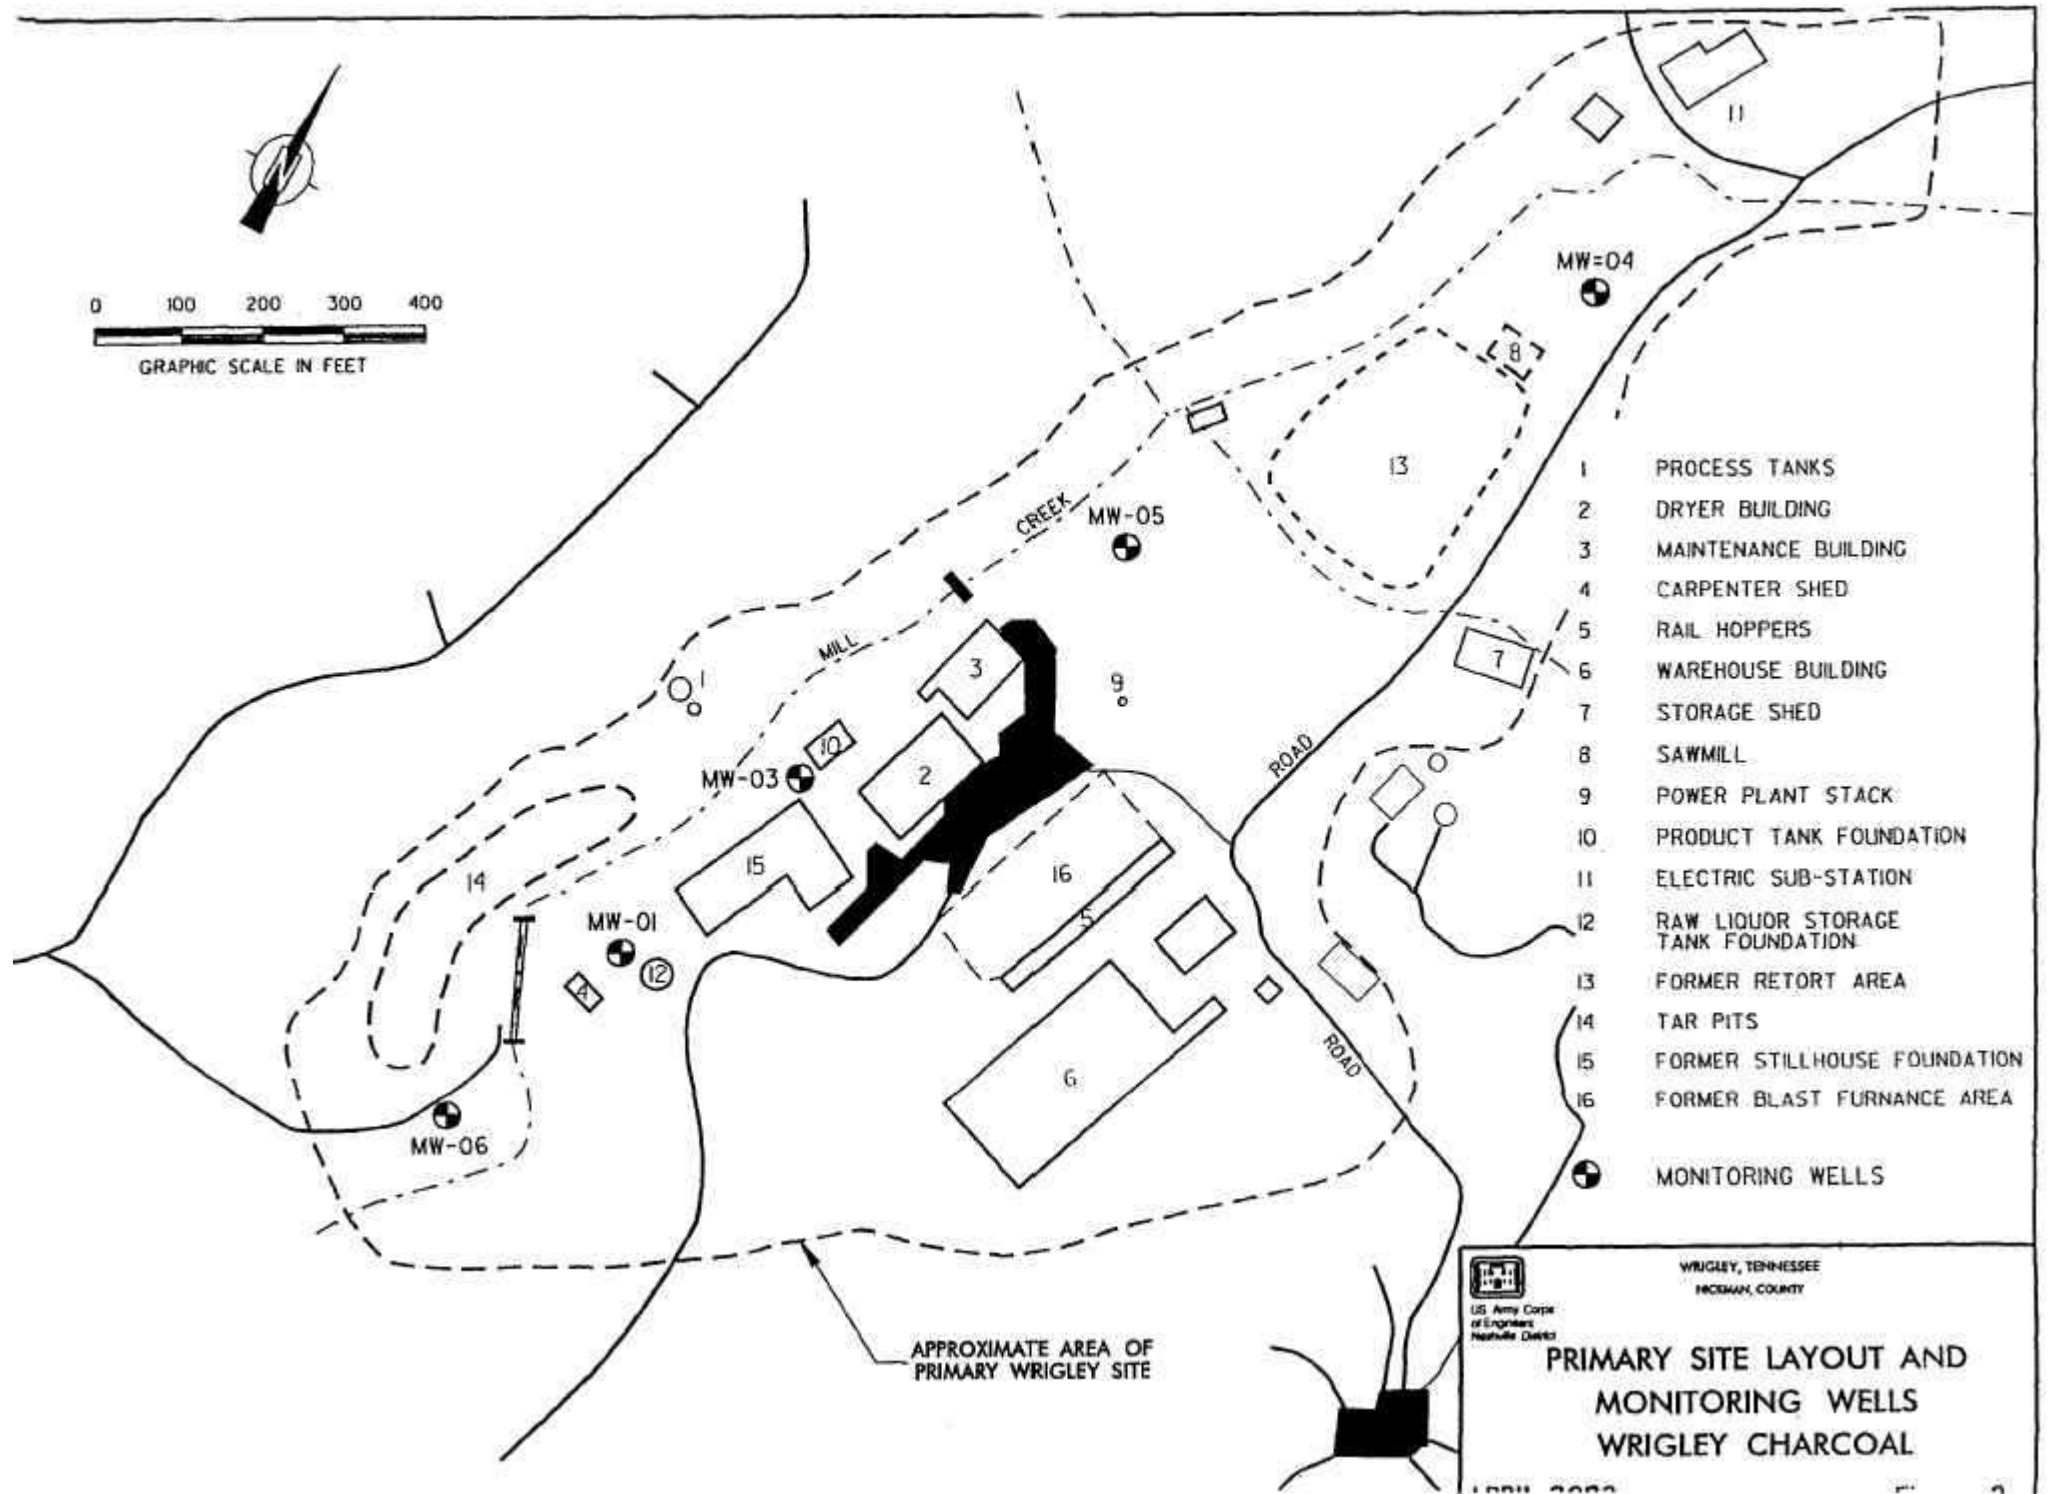 N
0 100 200 300 400
GRAPHIC SCALE IN FEET
11
MW=04
8
13
CREEK
MW-05
MILL
3
1
9
10
MW-03
2
7
ROAD
15
14
16
5
MW-01
12
A
6
ROAD
MW-06
APPROXIMATE AREA OF
PRIMARY WRIGLEY SITE
1 PROCESS TANKS
2 DRYER BUILDING
3 MAINTENANCE BUILDING
4 CARPENTER SHED
5 RAIL HOPPERS
6 WAREHOUSE BUILDING
7 STORAGE SHED
8 SAWMILL
9 POWER PLANT STACK
10 PRODUCT TANK FOUNDATION
11 ELECTRIC SUB-STATION
12 RAW LIQUOR STORAGE
TANK FOUNDATION
13 FORMER RETORT AREA
14 TAR PITS
15 FORMER STILLHOUSE FOUNDATION
16 FORMER BLAST FURNANCE AREA
MONITORING WELLS
US Army Corps
of Engineers
Nashville District
WRIGLEY, TENNESSEE
HICKMAN, COUNTY
PRIMARY SITE LAYOUT AND
MONITORING WELLS
WRIGLEY CHARCOAL